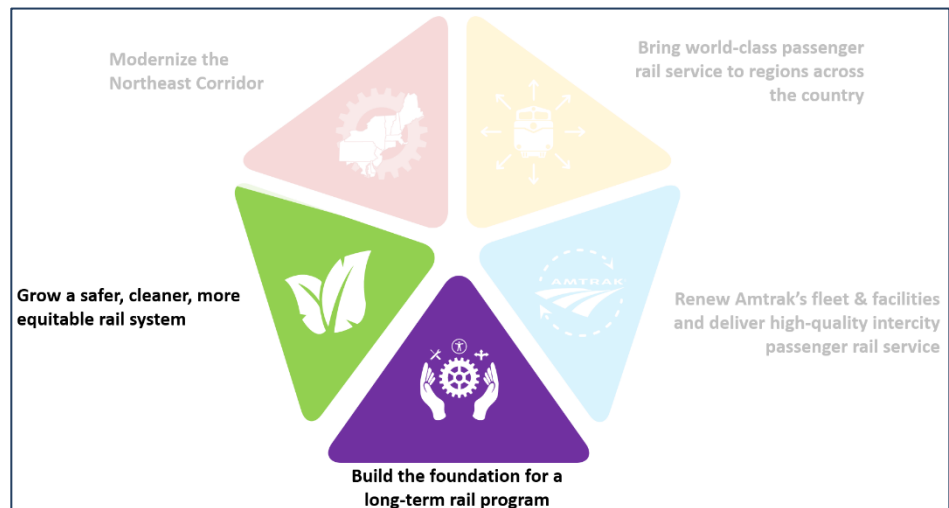 Modernize the
Northeast Corridor
Bring world-class passenger
rail service to regions across
the country
Grow a safer, cleaner, more
equitable rail system
AMTRAK
Renew Amtrak's fleet & facilities
and deliver high-quality intercity
passenger rail service
Build the foundation for a
long-term rail program